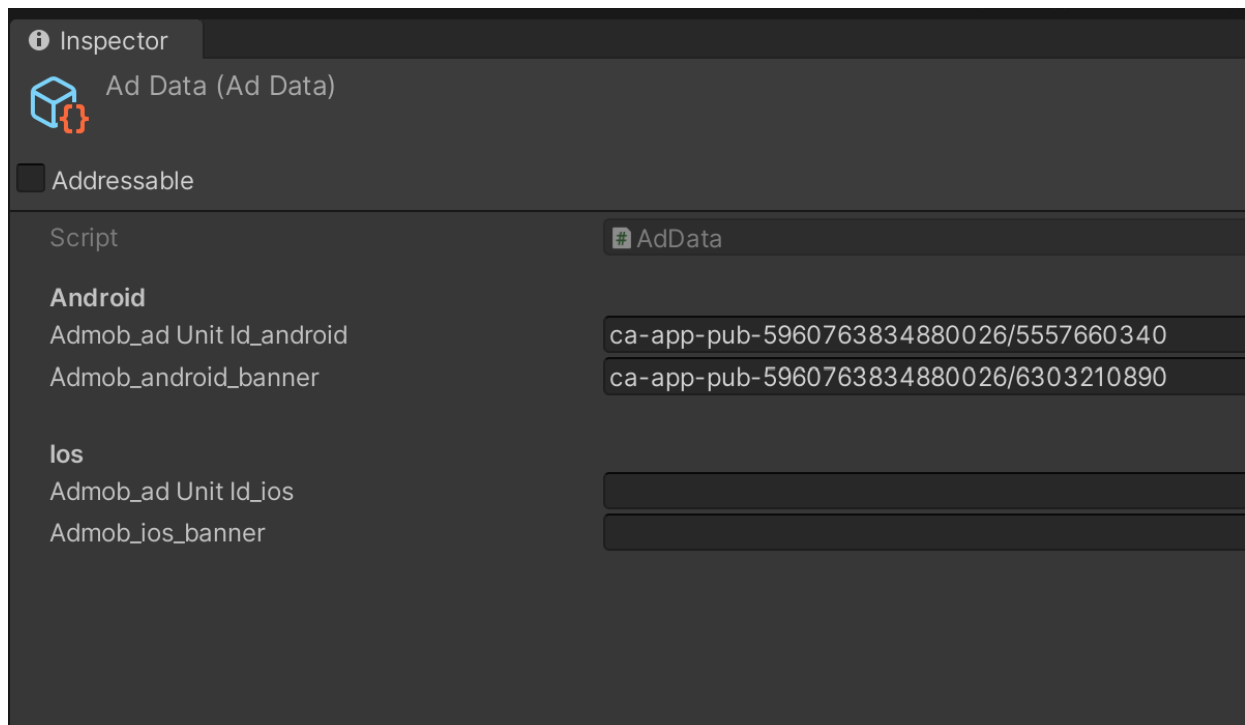 Inspector
Ad Data (Ad Data)
Addressable
Script AdData
Android
Admob_ad Unit Id_android ca-app-pub-5960763834880026/5557660340
Admob_android_banner ca-app-pub-5960763834880026/6303210890
Ios
Admob_ad Unit Id_ios
Admob_ios_banner